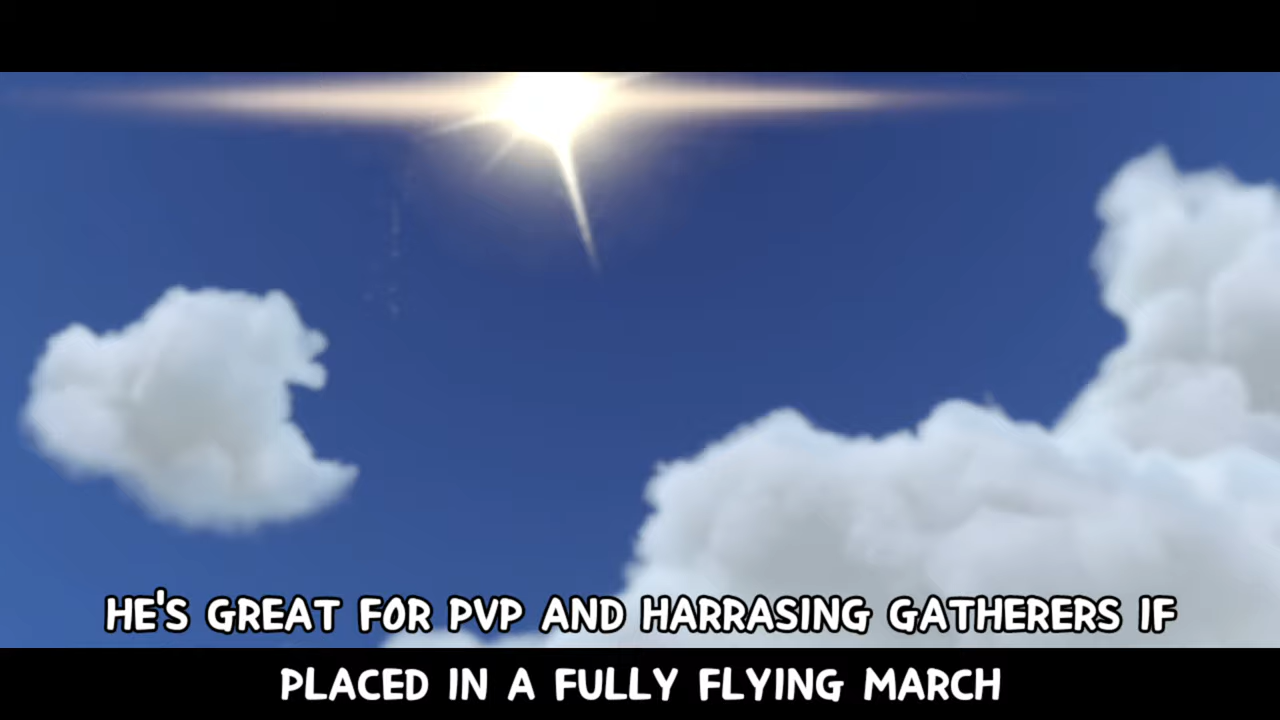 HE'S GREAT FOR PVP AND HARRASING GATHERERS IF
PLACED IN A FULLY FLYING MARCH